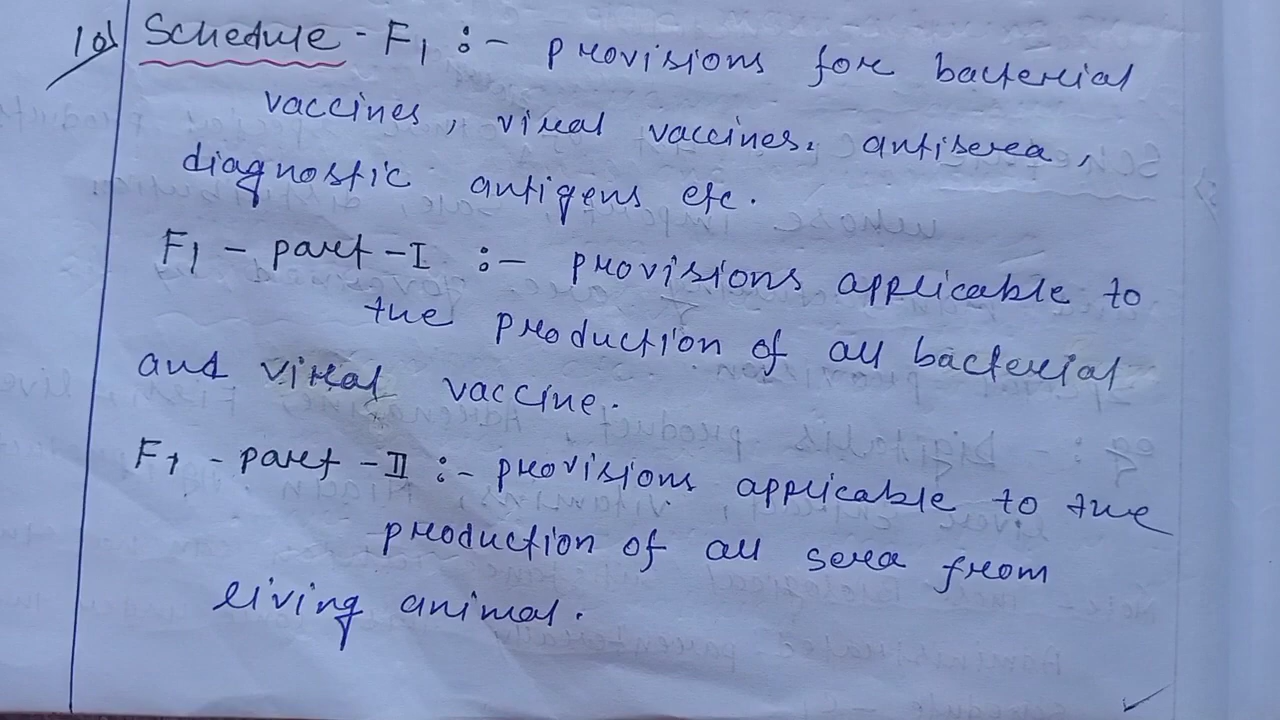 10) Schedule - F1 :- provisions for bacterial
vaccines, viral vaccines, antisera,
diagnostic antigens etc.
F1 - part - I :- provisions applicable to
the production of all bacterial
and viral vaccine.
F1 - part - II :- provisions applicable to the
production of all sera from
living animal.